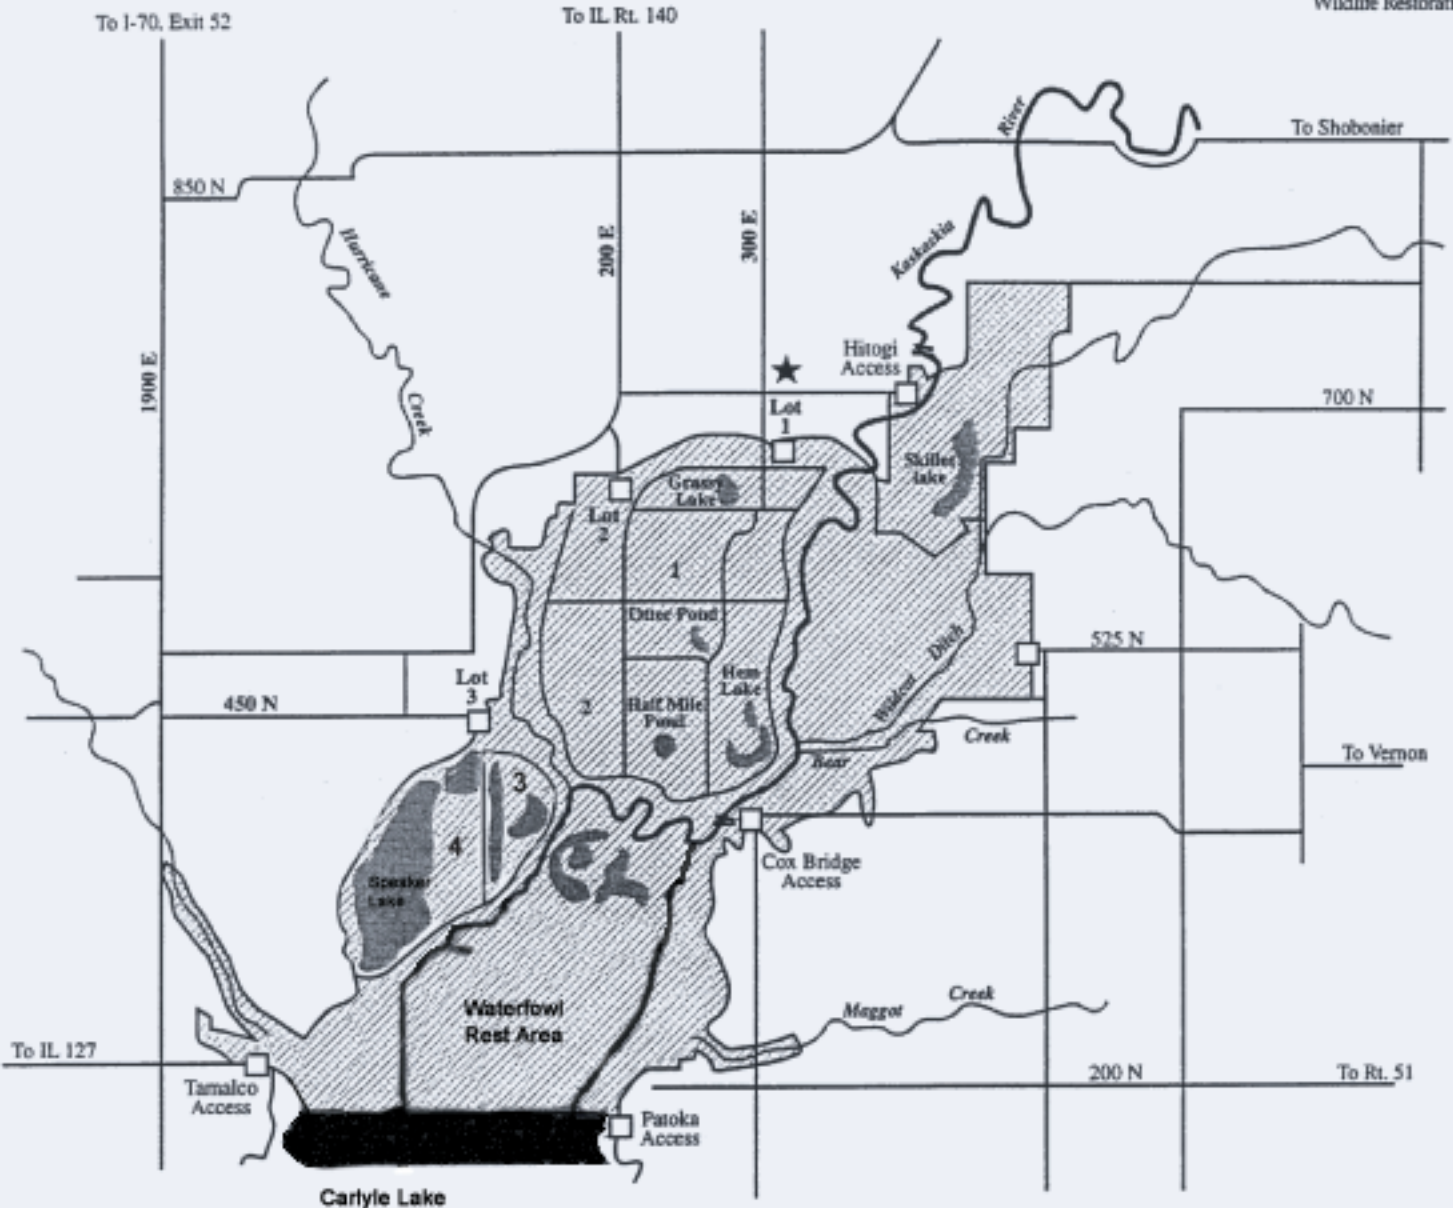 Wildlife Restorati
To IL Rt. 140
To I-70, Exit 52
River
To Shobonier
850 N
Hurricane
200 E
300 E
Kaskaskia
Hitogi
Access
1900 E
Creek
Lot
1
700 N
Skillet
lake
Grassy
Lake
Lot
2
1
Otter Pond
Ditch
525 N
Hem
Lake
Lot
3
450 N
2
Half Mile
Pond
Wildcat
Creek
Bear
To Vernon
3
4
Speaker
Lake
Cox Bridge
Access
Waterfowl
Rest Area
Maggot
Creek
To IL 127
200 N
To Rt. 51
Tamalco
Access
Patoka
Access
Carlyle Lake